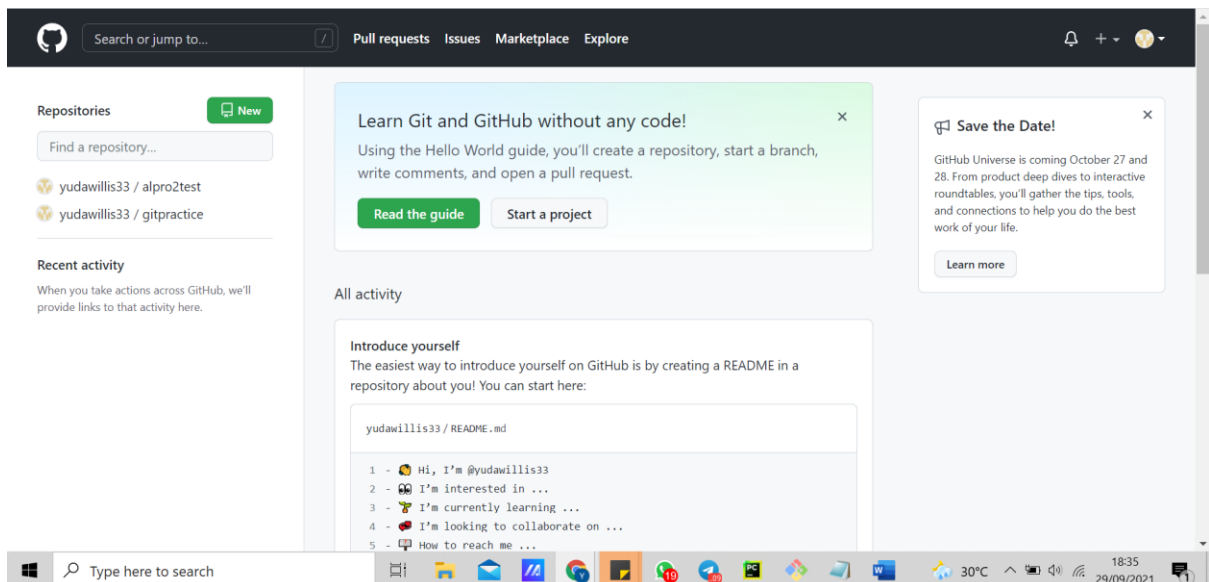 Search or jump to...
/
Pull requests Issues Marketplace Explore
Repositories
New
Find a repository...
yudawillis33 / alpro2test
yudawillis33 / gitpractice
Recent activity
When you take actions across GitHub, we'll
provide links to that activity here.
Learn Git and GitHub without any code!
Using the Hello World guide, you'll create a repository, start a branch,
write comments, and open a pull request.
Read the guide
Start a project
All activity
Introduce yourself
The easiest way to introduce yourself on GitHub is by creating a README in a
repository about you! You can start here:
yudawillis33 / README.md
1 - 👋 Hi, I'm @yudawillis33
2 - 👀 I'm interested in ...
3 - 🌱 I'm currently learning ...
4 - 💞️ I'm looking to collaborate on ...
5 - 📫 How to reach me ...
Save the Date!
GitHub Universe is coming October 27 and
28. From product deep dives to interactive
roundtables, you'll gather the tips, tools,
and connections to help you do the best
work of your life.
Learn more
Type here to search
19
PC
W
30°C
18:35
29/09/2021